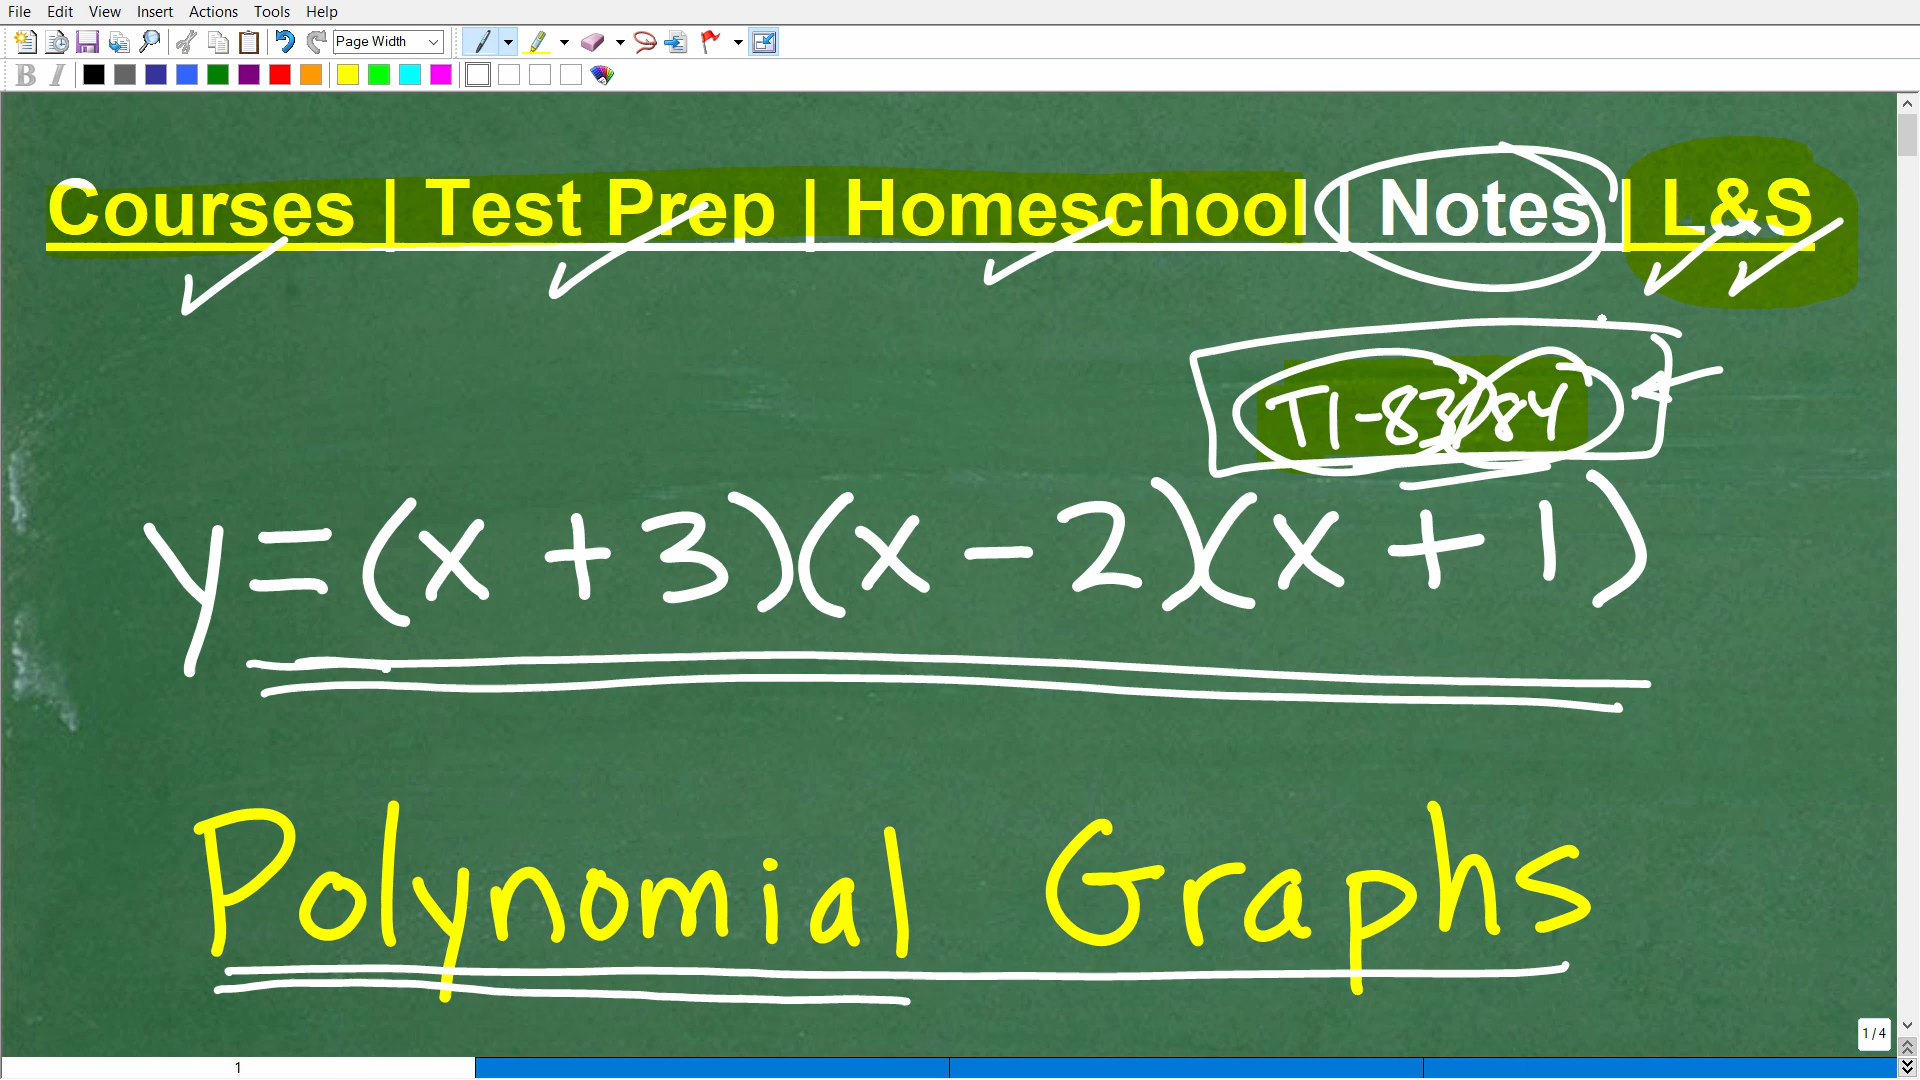 File Edit View Insert Actions Tools Help
Page Width
B I
Courses | Test Prep | Homeschool | Notes | L&S
TI-83/84
y=(x+3)(x-2)(x+1)
Polynomial Graphs
1 / 4
1